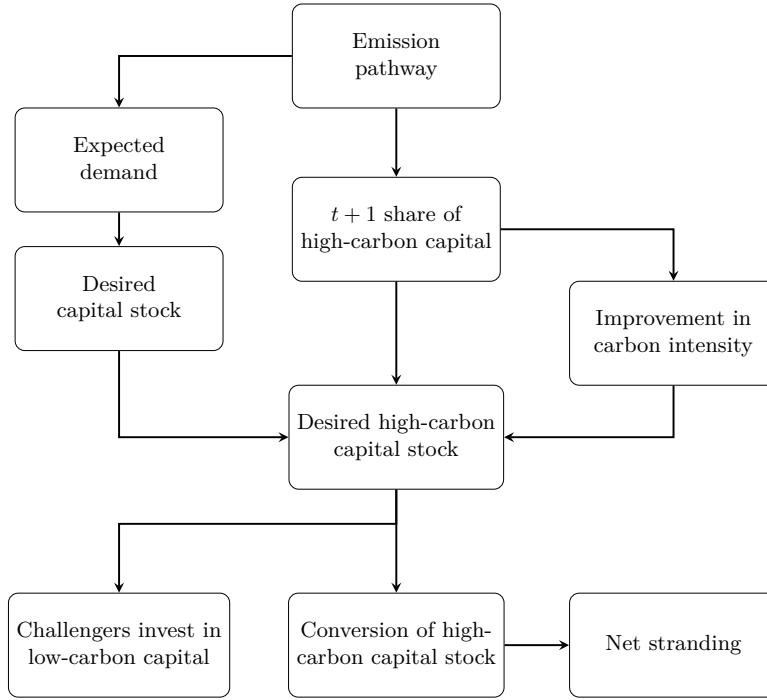 Emission
pathway
Expected
demand
t + 1 share of
high-carbon capital
Desired
capital stock
Improvement in
carbon intensity
Desired high-carbon
capital stock
Challengers invest in
low-carbon capital
Conversion of high-
carbon capital stock
Net stranding